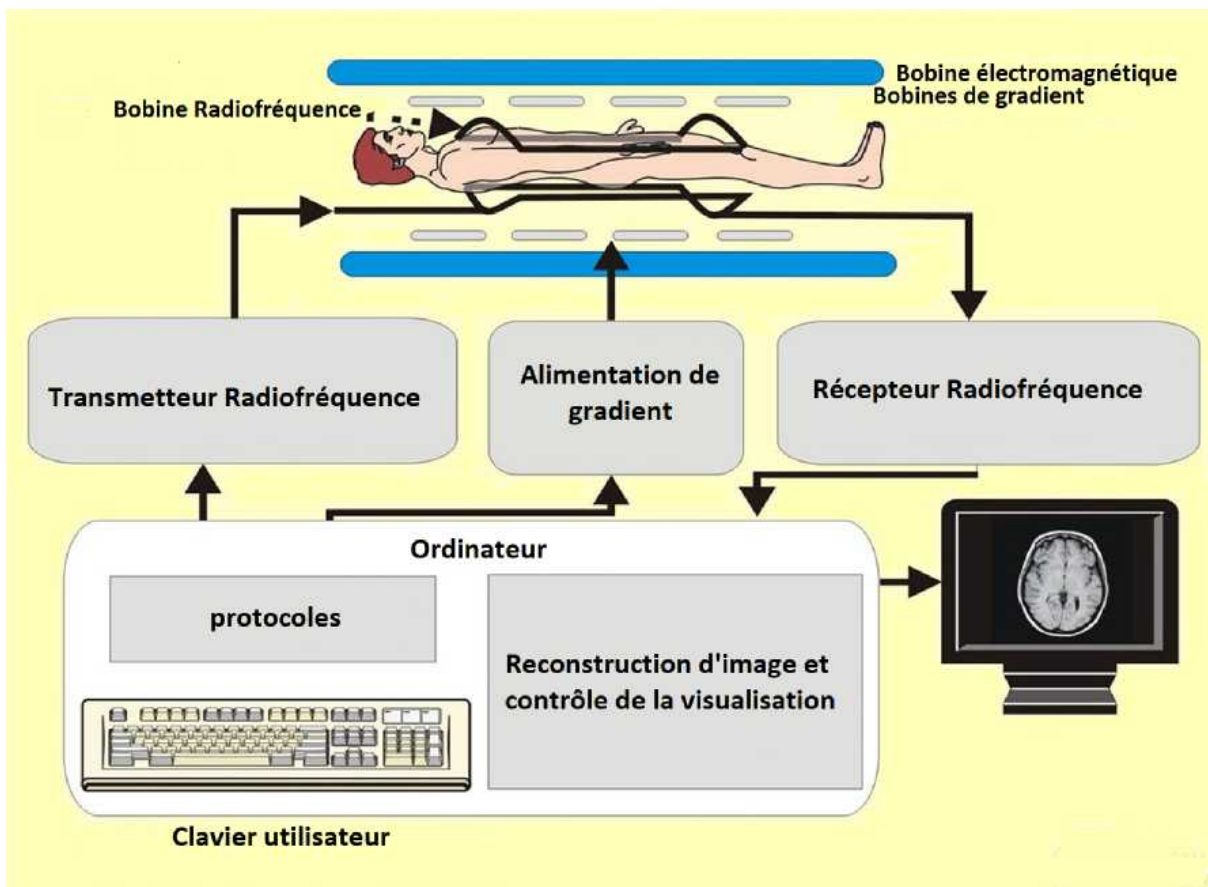 Bobine électromagnétique
Bobines de gradient
Bobine Radiofréquence
Transmetteur Radiofréquence
Alimentation de
gradient
Récepteur Radiofréquence
Ordinateur
protocoles
Reconstruction d'image et
contrôle de la visualisation
Clavier utilisateur